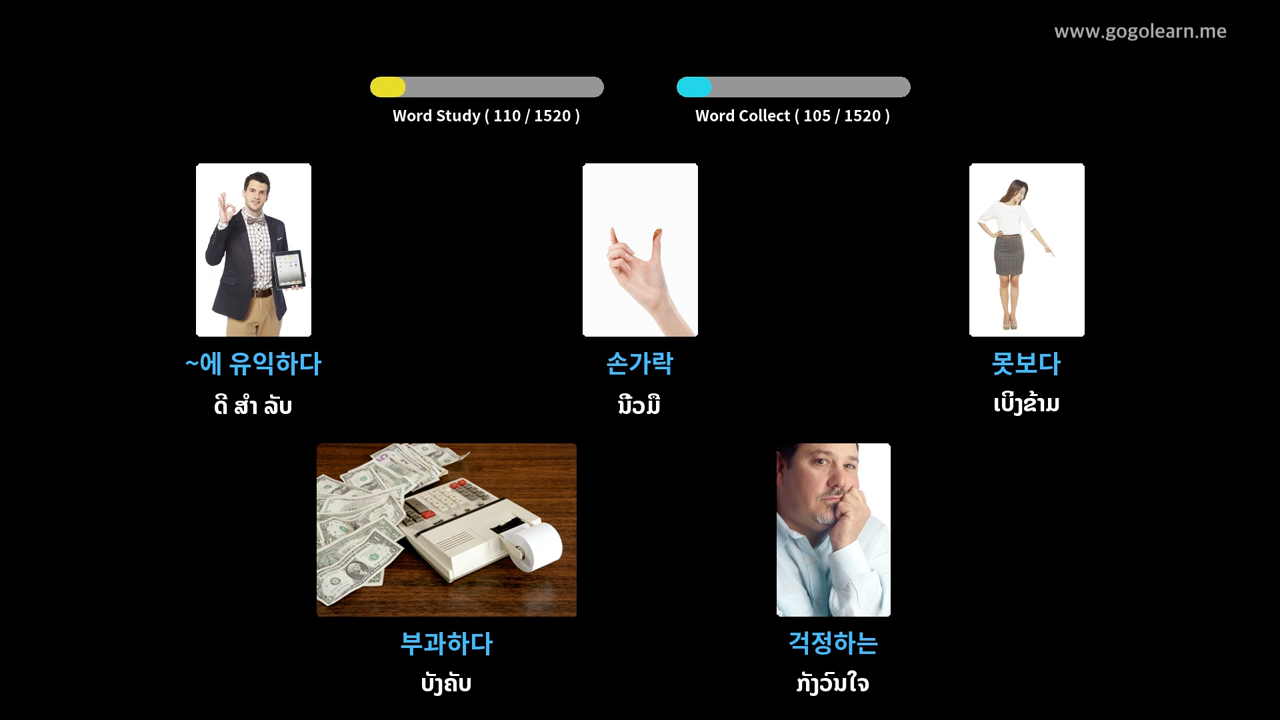 www.gogolearn.me
Word Study ( 110 / 1520 )
Word Collect ( 105 / 1520 )
~에 유익하다
손가락
못보다
ດີ ສຳ ລັບ
ນີ້ວມື
ເບິ່ງຂ້າມ
부과하다
걱정하는
ບັງຄັບ
ກັງວົນໃຈ